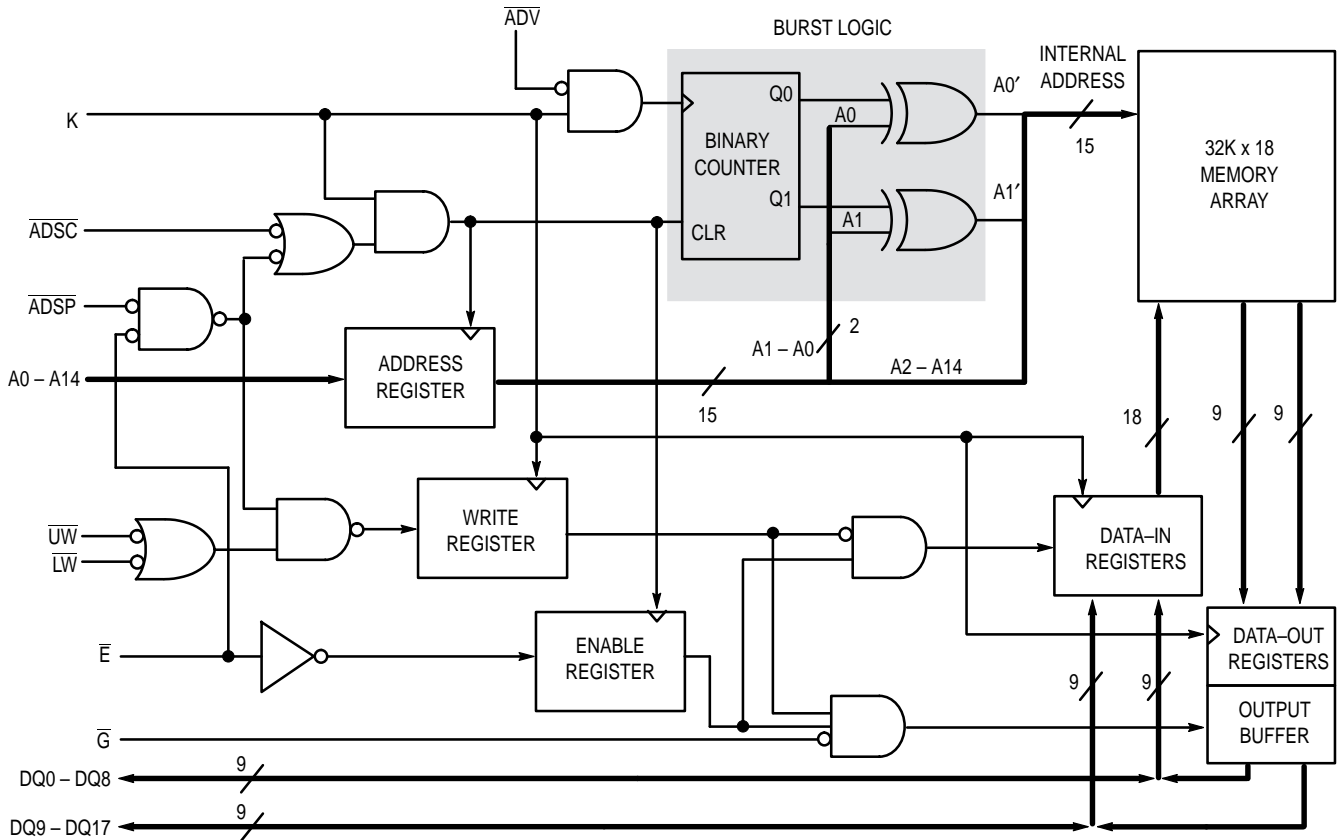 ADV
BURST LOGIC
INTERNAL
ADDRESS
A0′
K
Q0
A0
15
BINARY
COUNTER
32K x 18
MEMORY
ARRAY
Q1
A1′
A1
CLR
ADSC
ADSP
2
A1 – A0
A0 – A14
ADDRESS
REGISTER
A2 – A14
15
18
9
9
UW
LW
WRITE
REGISTER
DATA–IN
REGISTERS
E
ENABLE
REGISTER
DATA–OUT
REGISTERS
9
9
OUTPUT
BUFFER
G
DQ0 – DQ8
9
DQ9 – DQ17
9